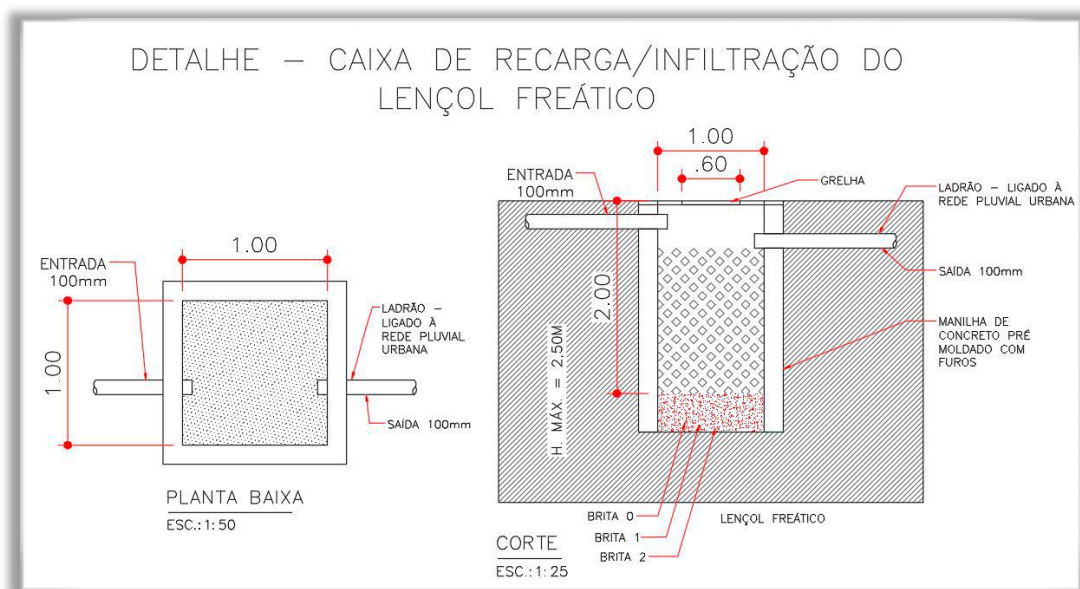 DETALHE – CAIXA DE RECARGA/INFILTRAÇÃO DO
LENÇOL FREÁTICO
1.00
ENTRADA
100mm
1.00
LADRÃO –
LIGADO À
REDE PLUVIAL
URBANA
SAÍDA 100mm
PLANTA BAIXA
ESC.:1:50
1.00
.60
ENTRADA
100mm
GRELHA
LADRÃO – LIGADO À
REDE PLUVIAL URBANA
SAÍDA 100mm
2.00
H. MÁX. = 2.50M
MANILHA DE
CONCRETO PRÉ
MOLDADO COM
FUROS
BRITA 0
BRITA 1
BRITA 2
LENÇOL FREÁTICO
CORTE
ESC.:1:25